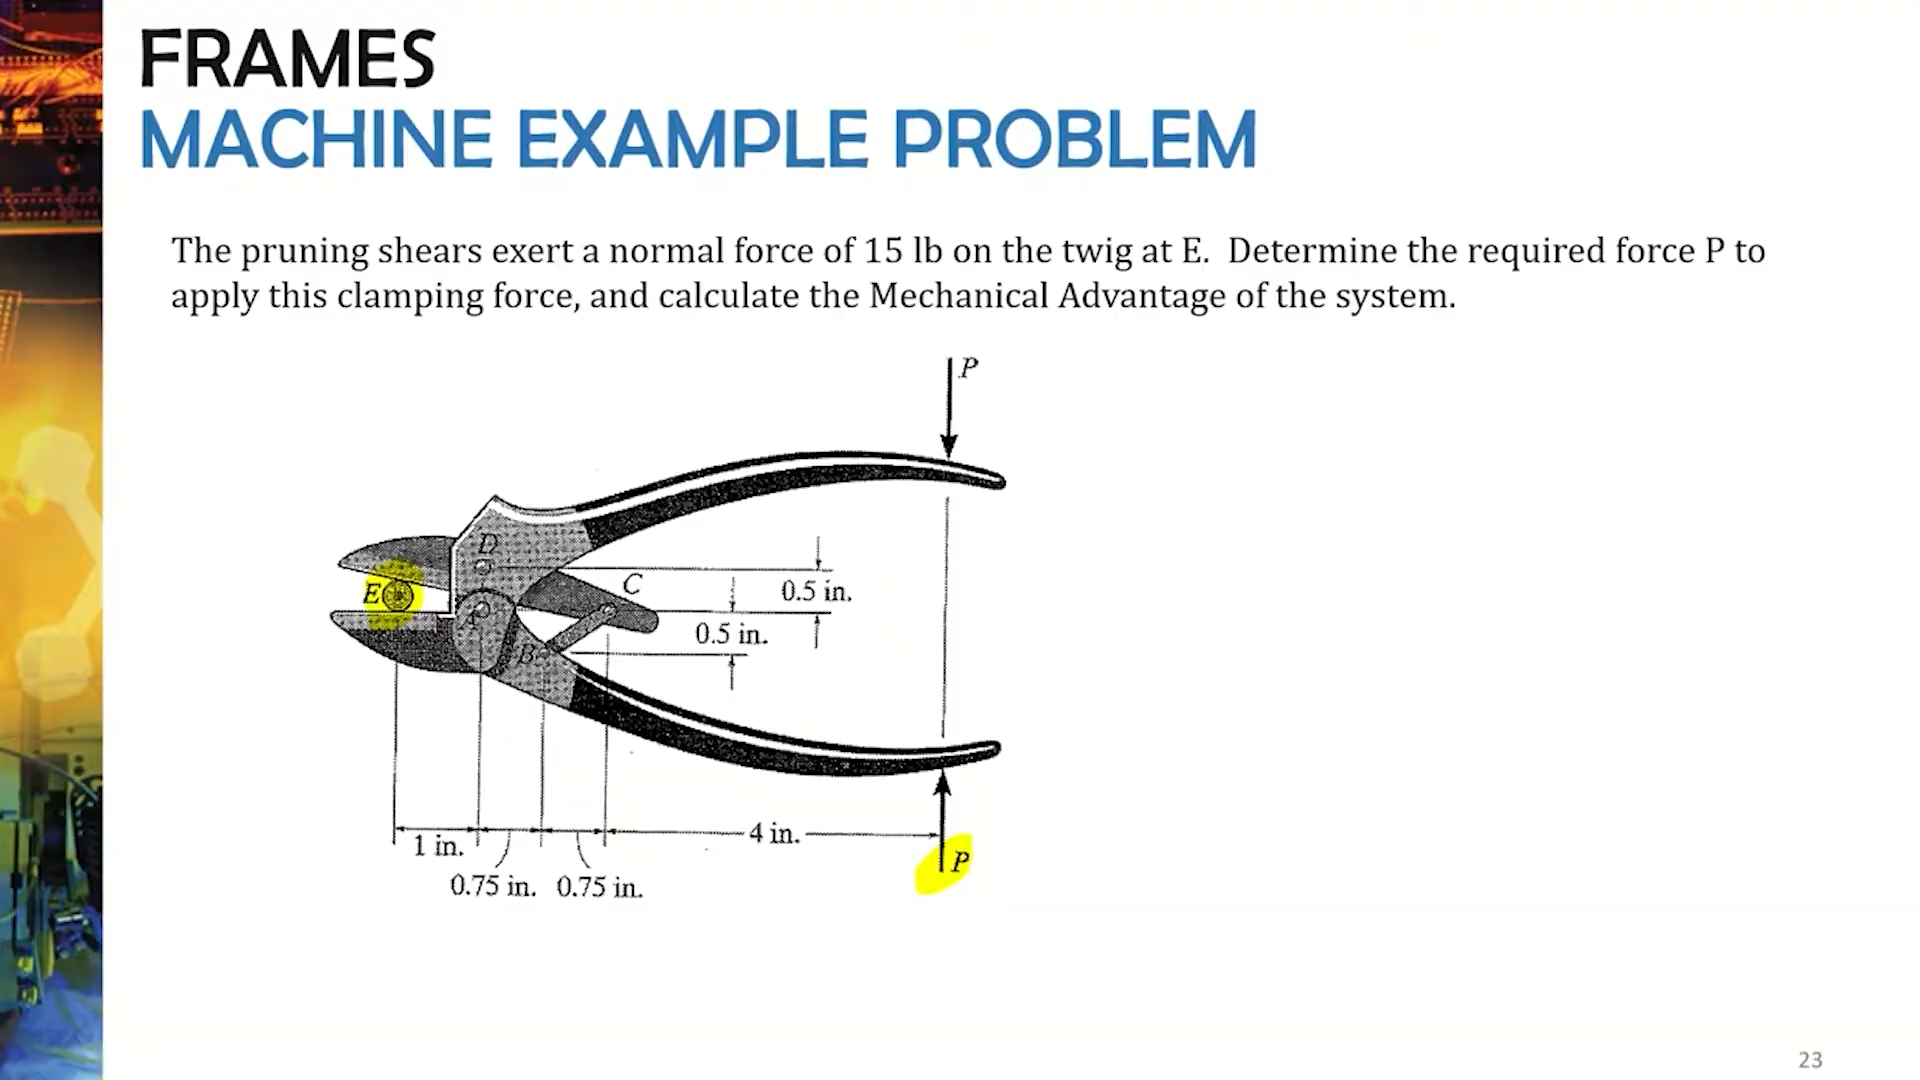 FRAMES
MACHINE EXAMPLE PROBLEM
The pruning shears exert a normal force of 15 lb on the twig at E. Determine the required force P to
apply this clamping force, and calculate the Mechanical Advantage of the system.
P
D
E
C
0.5 in.
A
0.5 in.
B
4 in.
1 in.
P
0.75 in. 0.75 in.
23